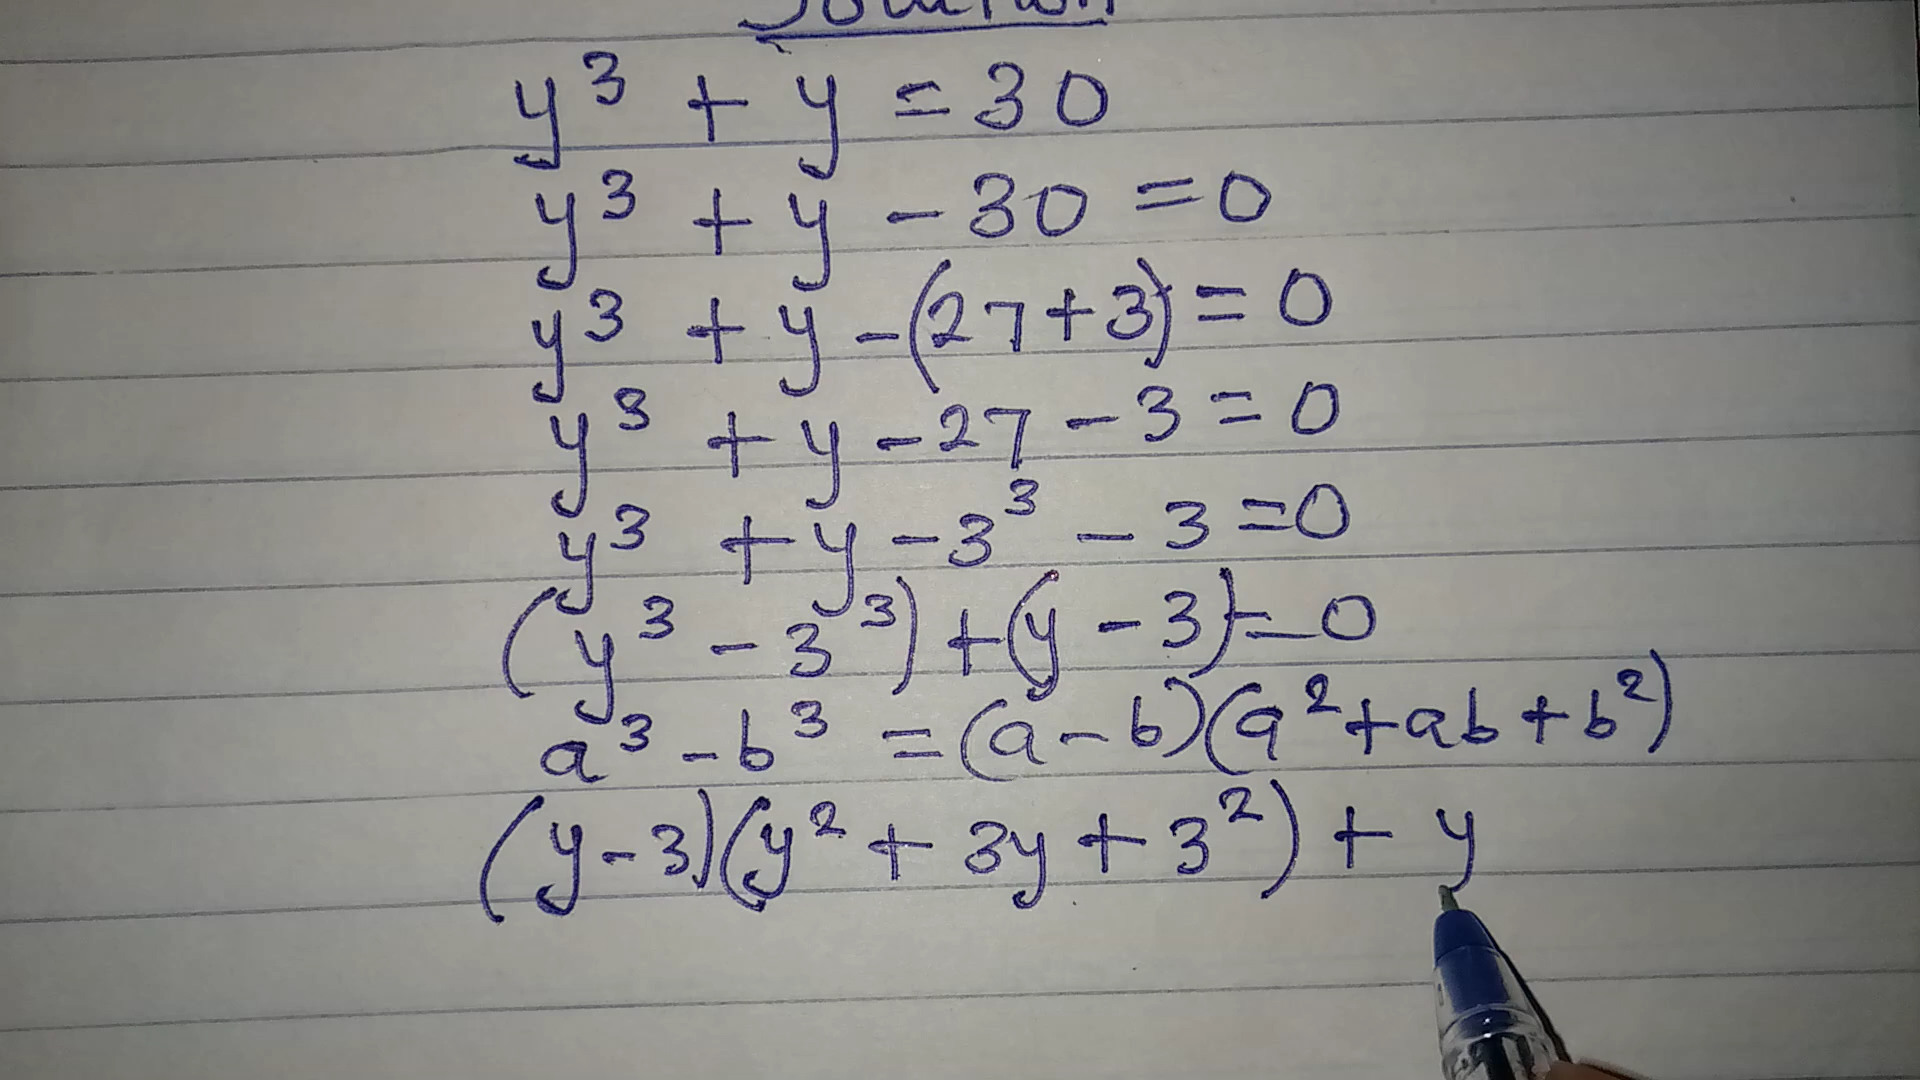 Solution
y³ + y = 30
y³ + y - 30 = 0
y³ + y - (27 + 3) = 0
y³ + y - 27 - 3 = 0
y³ + y - 3³ - 3 = 0
(y³ - 3³) + (y - 3) = 0
a³ - b³ = (a - b)(a² + ab + b²)
(y - 3)(y² + 3y + 3²) + y